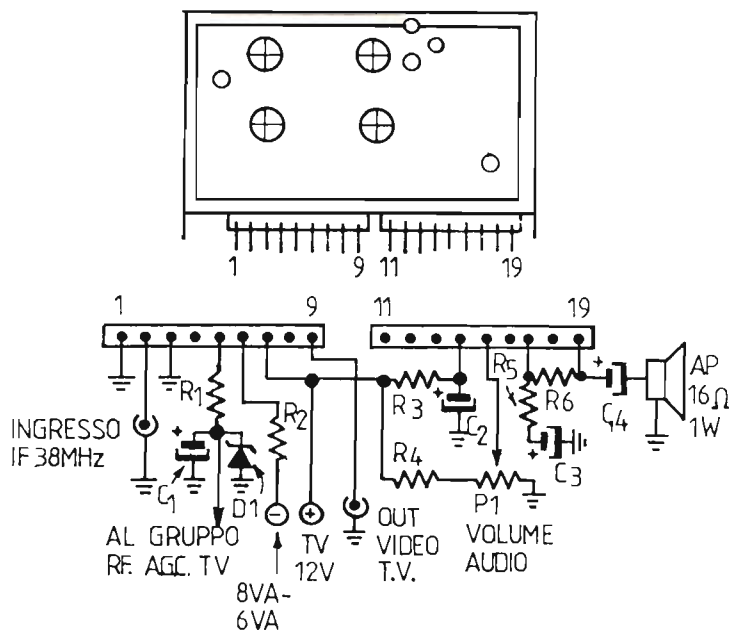 1
9
11
19
1
9
11
19
R1
R2
R3
R4
R5
R6
C1
C2
C3
C4
D1
P1
INGRESSO
IF 38MHz
AL GRUPPO
RF. AGC. TV
8VA-
6VA
-
+
TV
12V
OUT
VIDEO
T.V.
VOLUME
AUDIO
AP
16Ω
1W
+
+
+
+